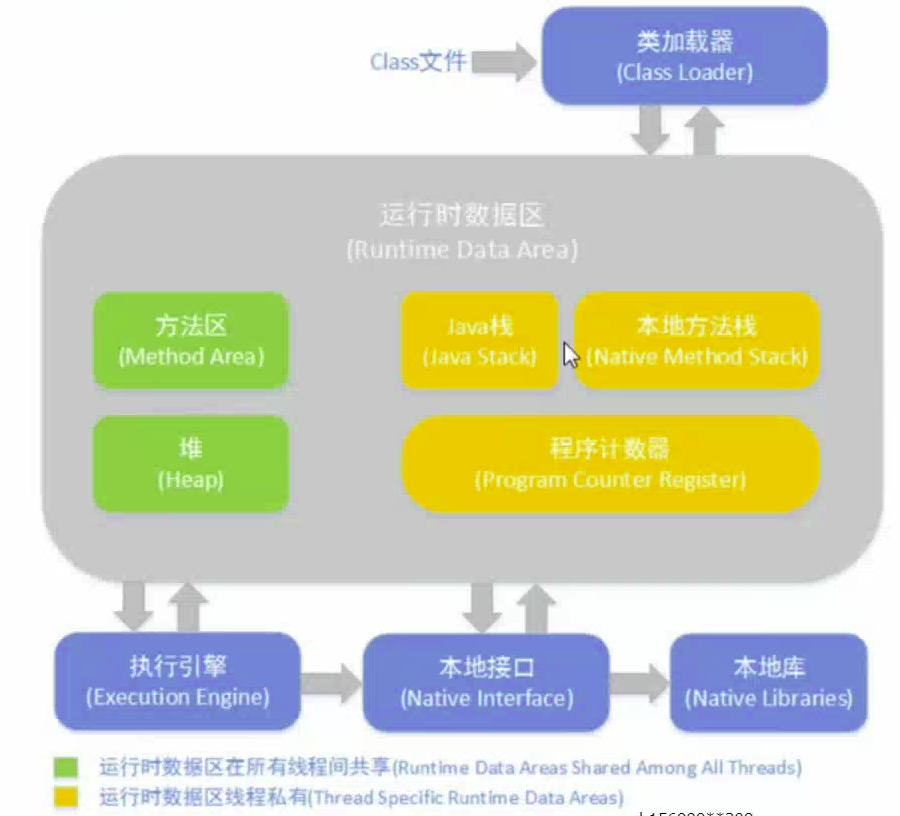 Class文件
类加载器
(Class Loader)
运行时数据区
(Runtime Data Area)
方法区
(Method Area)
Java栈
(Java Stack)
本地方法栈
(Native Method Stack)
堆
(Heap)
程序计数器
(Program Counter Register)
执行引擎
(Execution Engine)
本地接口
(Native Interface)
本地库
(Native Libraries)
运行时数据区在所有线程间共享(Runtime Data Areas Shared Among All Threads)
运行时数据区线程私有(Thread Specific Runtime Data Areas)